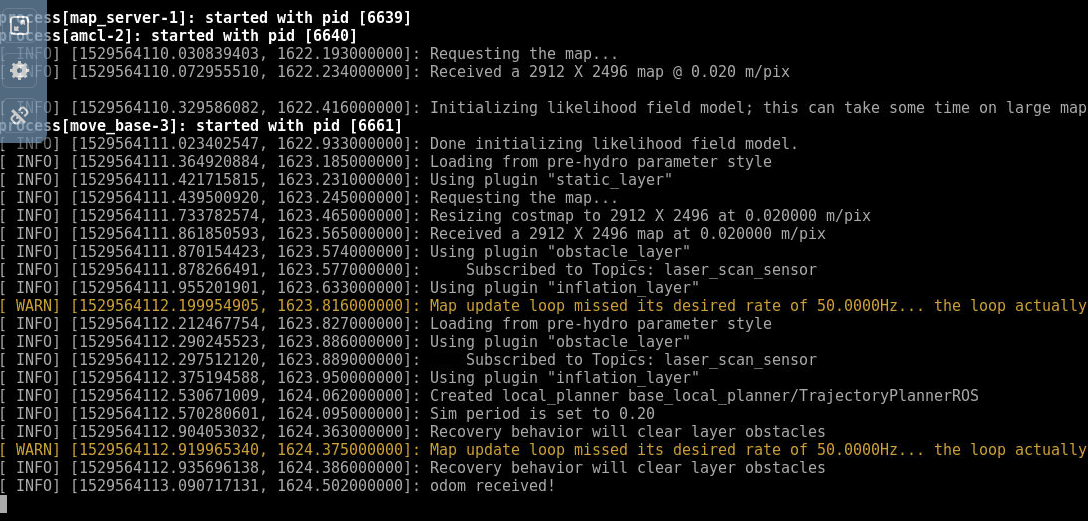 process[map_server-1]: started with pid [6639]
process[amcl-2]: started with pid [6640]
[ INFO] [1529564110.030839403, 1622.193000000]: Requesting the map...
[ INFO] [1529564110.072955510, 1622.234000000]: Received a 2912 X 2496 map @ 0.020 m/pix
[ INFO] [1529564110.329586082, 1622.416000000]: Initializing likelihood field model; this can take some time on large map
process[move_base-3]: started with pid [6661]
[ INFO] [1529564111.023402547, 1622.933000000]: Done initializing likelihood field model.
[ INFO] [1529564111.364920884, 1623.185000000]: Loading from pre-hydro parameter style
[ INFO] [1529564111.421715815, 1623.231000000]: Using plugin "static_layer"
[ INFO] [1529564111.439500920, 1623.245000000]: Requesting the map...
[ INFO] [1529564111.733782574, 1623.465000000]: Resizing costmap to 2912 X 2496 at 0.020000 m/pix
[ INFO] [1529564111.861850593, 1623.565000000]: Received a 2912 X 2496 map at 0.020000 m/pix
[ INFO] [1529564111.870154423, 1623.574000000]: Using plugin "obstacle_layer"
[ INFO] [1529564111.878266491, 1623.577000000]:     Subscribed to Topics: laser_scan_sensor
[ INFO] [1529564111.955201901, 1623.633000000]: Using plugin "inflation_layer"
[ WARN] [1529564112.199954905, 1623.816000000]: Map update loop missed its desired rate of 50.0000Hz... the loop actually
[ INFO] [1529564112.212467754, 1623.827000000]: Loading from pre-hydro parameter style
[ INFO] [1529564112.290245523, 1623.886000000]: Using plugin "obstacle_layer"
[ INFO] [1529564112.297512120, 1623.889000000]:     Subscribed to Topics: laser_scan_sensor
[ INFO] [1529564112.375194588, 1623.950000000]: Using plugin "inflation_layer"
[ INFO] [1529564112.530671009, 1624.062000000]: Created local_planner base_local_planner/TrajectoryPlannerROS
[ INFO] [1529564112.570280601, 1624.095000000]: Sim period is set to 0.20
[ INFO] [1529564112.904053032, 1624.363000000]: Recovery behavior will clear layer obstacles
[ WARN] [1529564112.919965340, 1624.375000000]: Map update loop missed its desired rate of 50.0000Hz... the loop actually
[ INFO] [1529564112.935696138, 1624.386000000]: Recovery behavior will clear layer obstacles
[ INFO] [1529564113.090717131, 1624.502000000]: odom received!